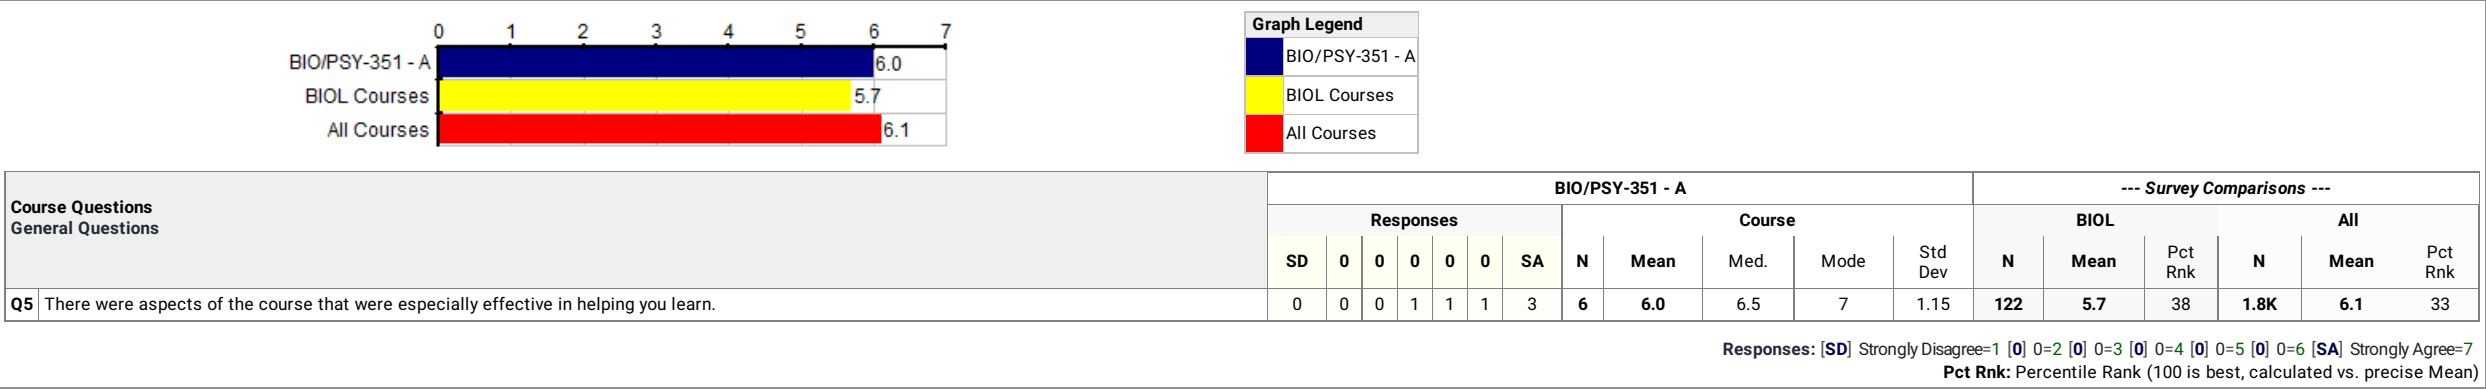 0 1 2 3 4 5 6 7
BIO/PSY-351 - A 6.0
BIOL Courses 5.7
All Courses 6.1
Graph Legend
BIO/PSY-351 - A
BIOL Courses
All Courses
Course Questions
General Questions
BIO/PSY-351 - A --- Survey Comparisons ---
Responses Course BIOL All
SD 0 0 0 0 0 SA N Mean Med. Mode Std Dev N Mean Pct Rnk N Mean Pct Rnk
Q5 There were aspects of the course that were especially effective in helping you learn. 0 0 0 1 1 1 3 6 6.0 6.5 7 1.15 122 5.7 38 1.8K 6.1 33
Responses: [SD] Strongly Disagree=1 [0] 0=2 [0] 0=3 [0] 0=4 [0] 0=5 [0] 0=6 [SA] Strongly Agree=7
Pct Rnk: Percentile Rank (100 is best, calculated vs. precise Mean)